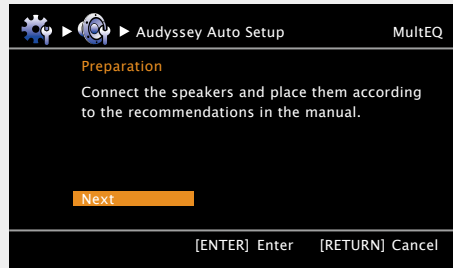 Audyssey Auto Setup MultEQ
Preparation
Connect the speakers and place them according
to the recommendations in the manual.
Next
[ENTER] Enter [RETURN] Cancel